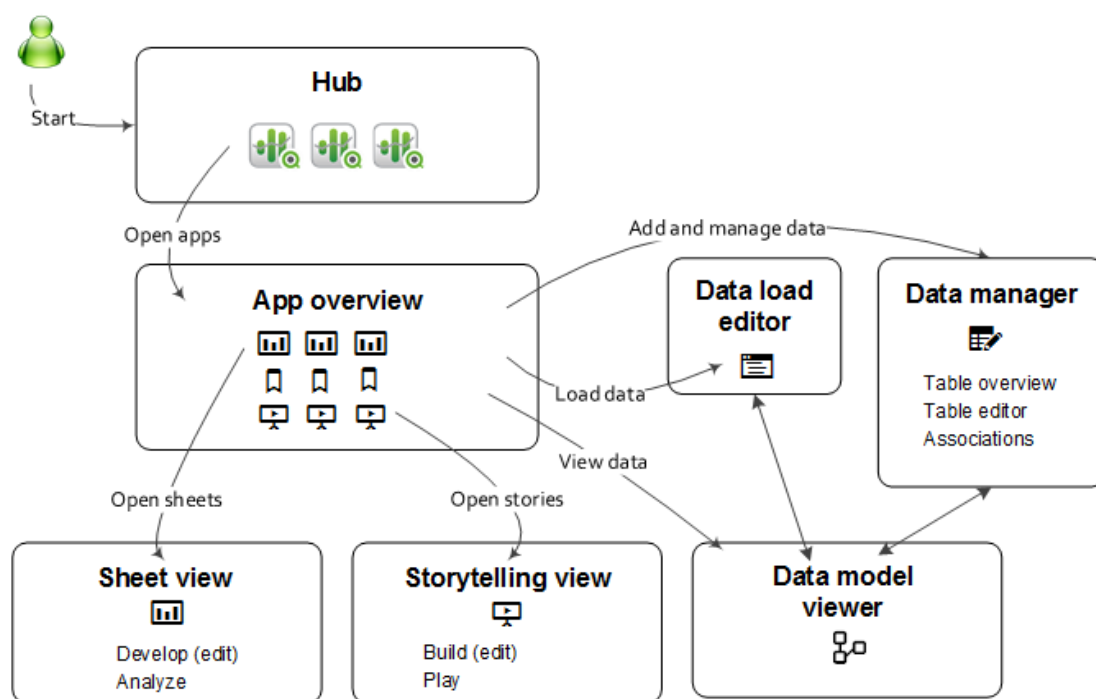 Hub
Start
Open apps
Add and manage data
App overview
Data load
editor
Data manager
Load data
Table overview
Table editor
Associations
View data
Open sheets
Open stories
Sheet view
Develop (edit)
Analyze
Storytelling view
Build (edit)
Play
Data model
viewer